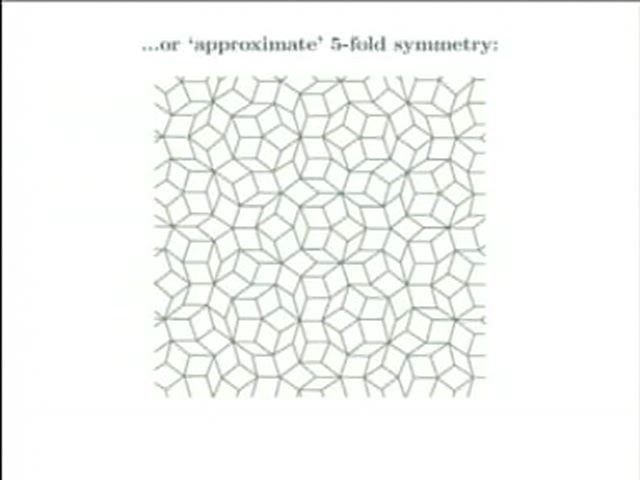 ...or ‘approximate’ 5-fold symmetry: